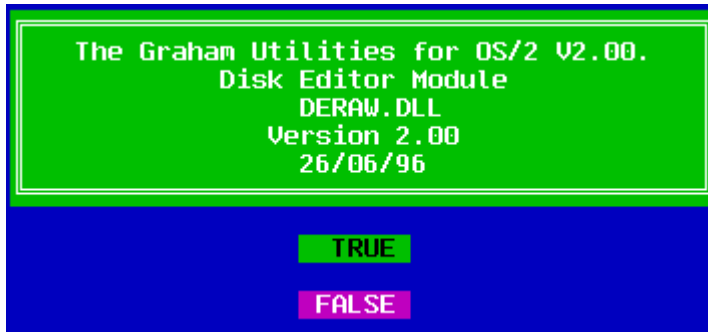 The Graham Utilities for OS/2 V2.00.
Disk Editor Module
DERAW.DLL
Version 2.00
26/06/96
TRUE
FALSE